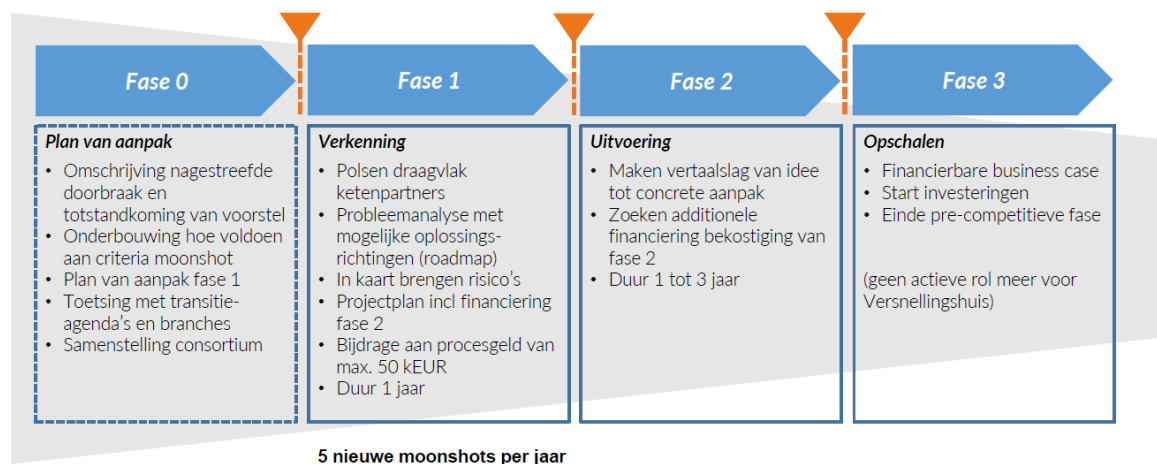 Fase 0
Fase 1
Fase 2
Fase 3
Plan van aanpak
• Omschrijving nagestreefde
doorbraak en
totstandkoming van voorstel
• Onderbouwing hoe voldoen
aan criteria moonshot
• Plan van aanpak fase 1
• Toetsing met transitie-
agenda's en branches
• Samenstelling consortium
Verkenning
• Polsen draagvlak
ketenpartners
• Probleemanalyse met
mogelijke oplossings-
richtingen (roadmap)
• In kaart brengen risico's
• Projectplan incl financiering
fase 2
• Bijdrage aan procesgeld van
max. 50 kEUR
• Duur 1 jaar
Uitvoering
• Maken vertaalslag van idee
tot concrete aanpak
• Zoeken additionele
financiering bekostiging van
fase 2
• Duur 1 tot 3 jaar
Opschalen
• Financierbare business case
• Start investeringen
• Einde pre-competitieve fase
(geen actieve rol meer voor
Versnellingshuis)
5 nieuwe moonshots per jaar